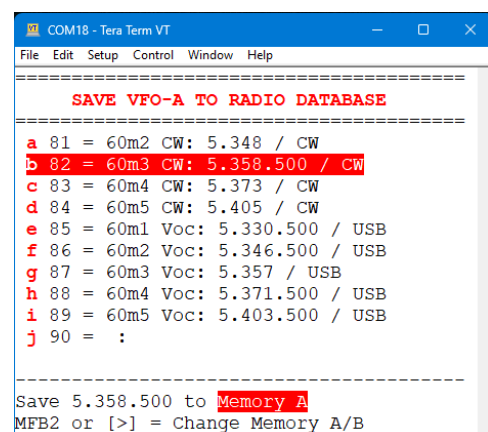 COM18 - Tera Term VT
File Edit Setup Control Window Help
==========================================
SAVE VFO-A TO RADIO DATABASE
==========================================
a 81 = 60m2 CW: 5.348 / CW
b 82 = 60m3 CW: 5.358.500 / CW
c 83 = 60m4 CW: 5.373 / CW
d 84 = 60m5 CW: 5.405 / CW
e 85 = 60m1 Voc: 5.330.500 / USB
f 86 = 60m2 Voc: 5.346.500 / USB
g 87 = 60m3 Voc: 5.357 / USB
h 88 = 60m4 Voc: 5.371.500 / USB
i 89 = 60m5 Voc: 5.403.500 / USB
j 90 =  :
------------------------------------------
Save 5.358.500 to Memory A
MFB2 or [>] = Change Memory A/B